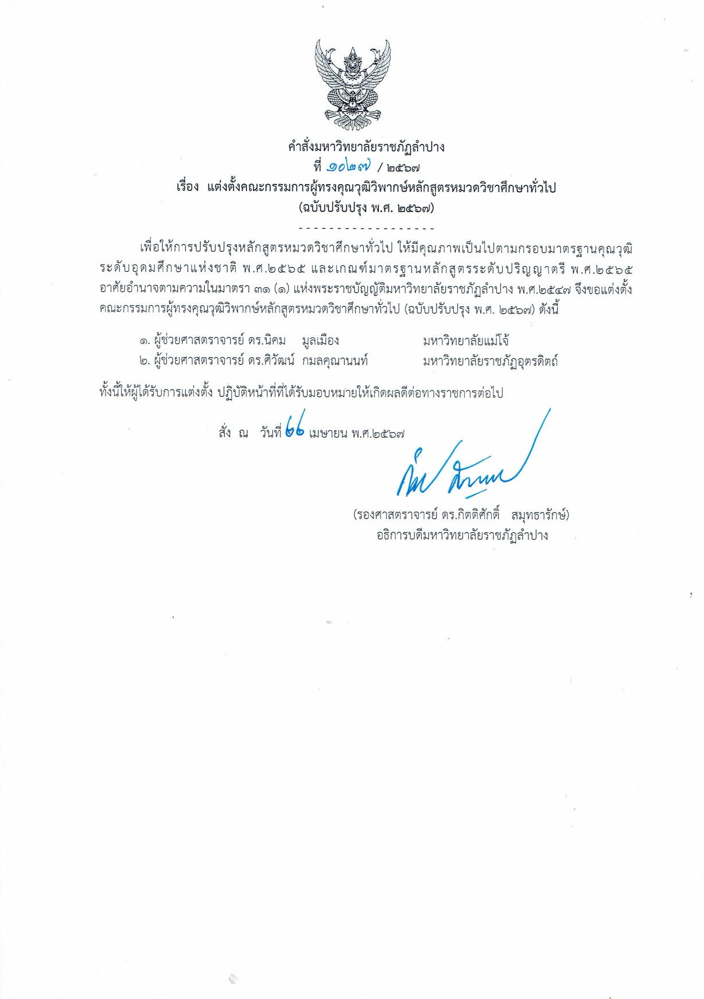 คำสั่งมหาวิทยาลัยราชภัฏลำปาง
ที่ ๑๐๒๗ / ๒๕๖๗
เรื่อง แต่งตั้งคณะกรรมการผู้ทรงคุณวุฒิวิพากษ์หลักสูตรหมวดวิชาศึกษาทั่วไป
(ฉบับปรับปรุง พ.ศ. ๒๕๖๗)
- - - - - - - - - - - - - - - - - -
เพื่อให้การปรับปรุงหลักสูตรหมวดวิชาศึกษาทั่วไป ให้มีคุณภาพเป็นไปตามกรอบมาตรฐานคุณวุฒิ
ระดับอุดมศึกษาแห่งชาติ พ.ศ.๒๕๖๕ และเกณฑ์มาตรฐานหลักสูตรระดับปริญญาตรี พ.ศ.๒๕๖๕
อาศัยอำนาจตามความในมาตรา ๓๑ (๑) แห่งพระราชบัญญัติมหาวิทยาลัยราชภัฏลำปาง พ.ศ.๒๕๔๗ จึงขอแต่งตั้ง
คณะกรรมการผู้ทรงคุณวุฒิวิพากษ์หลักสูตรหมวดวิชาศึกษาทั่วไป (ฉบับปรับปรุง พ.ศ. ๒๕๖๗) ดังนี้
๑. ผู้ช่วยศาสตราจารย์ ดร.นิคม มูลเมือง มหาวิทยาลัยแม่โจ้
๒. ผู้ช่วยศาสตราจารย์ ดร.ศิวัฒน์ กมลคุณานนท์ มหาวิทยาลัยราชภัฏอุตรดิตถ์
ทั้งนี้ให้ผู้ได้รับการแต่งตั้ง ปฏิบัติหน้าที่ที่ได้รับมอบหมายให้เกิดผลดีต่อทางราชการต่อไป
สั่ง ณ วันที่ ๒๒ เมษายน พ.ศ.๒๕๖๗
(รองศาสตราจารย์ ดร.กิตติศักดิ์ สมุทธารักษ์)
อธิการบดีมหาวิทยาลัยราชภัฏลำปาง